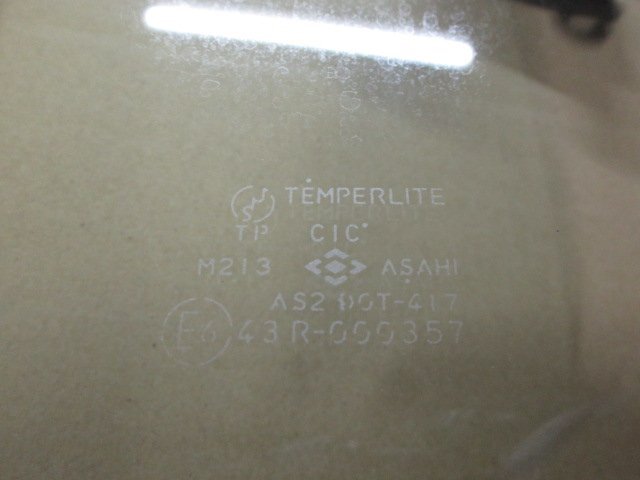 TEMPERLITE
TP CIC
M213 ASAHI
AS2 DOT-417
E6 43R-000357